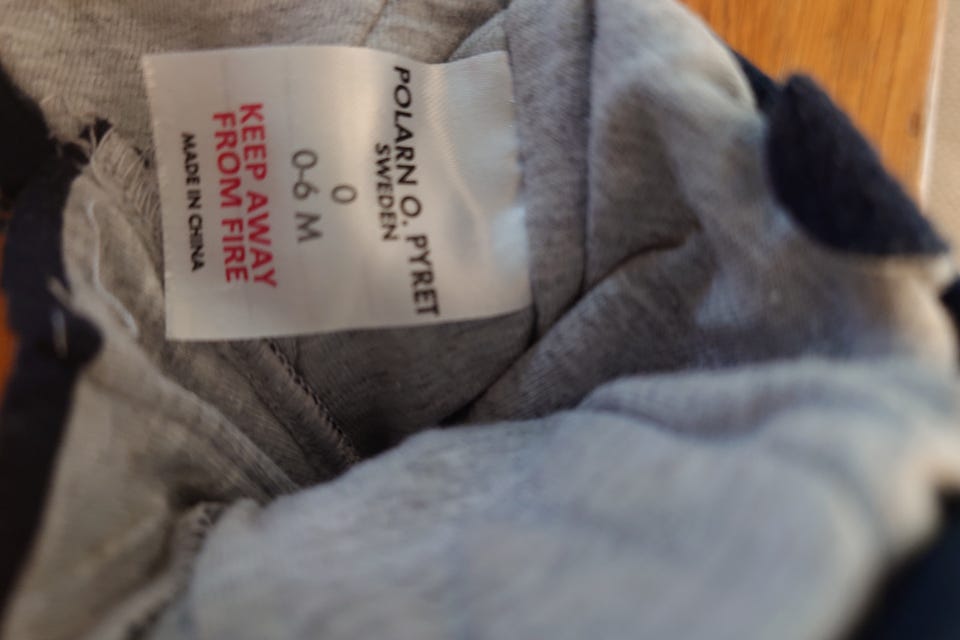 POLARN O. PYRET
SWEDEN
0
0-6 M
KEEP AWAY
FROM FIRE
MADE IN CHINA